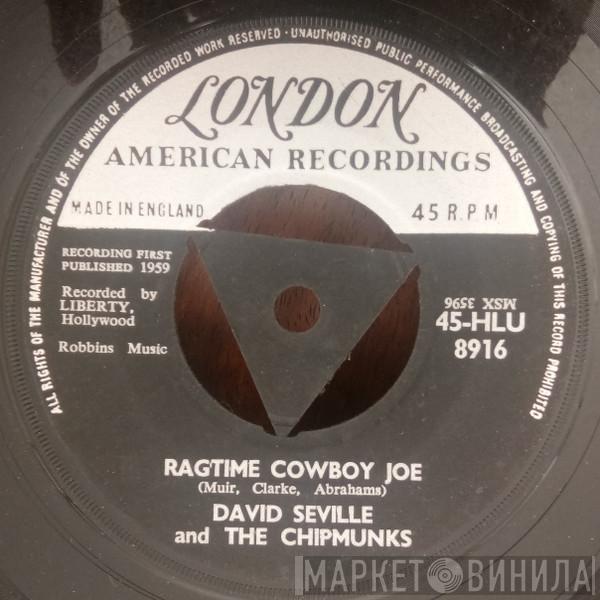 ALL RIGHTS OF THE MANUFACTURER AND OF THE OWNER OF THE RECORDED WORK RESERVED · UNAUTHORISED PUBLIC PERFORMANCE BROADCASTING AND COPYING OF THIS RECORD PROHIBITED
LONDON
AMERICAN RECORDINGS
MADE IN ENGLAND
45 R.P.M
RECORDING FIRST
PUBLISHED 1959
Recorded by
LIBERTY,
Hollywood
Robbins Music
MSX 3596
45-HLU
8916
RAGTIME COWBOY JOE
(Muir, Clarke, Abrahams)
DAVID SEVILLE
and THE CHIPMUNKS
МАРКЕТ ВИНИЛА